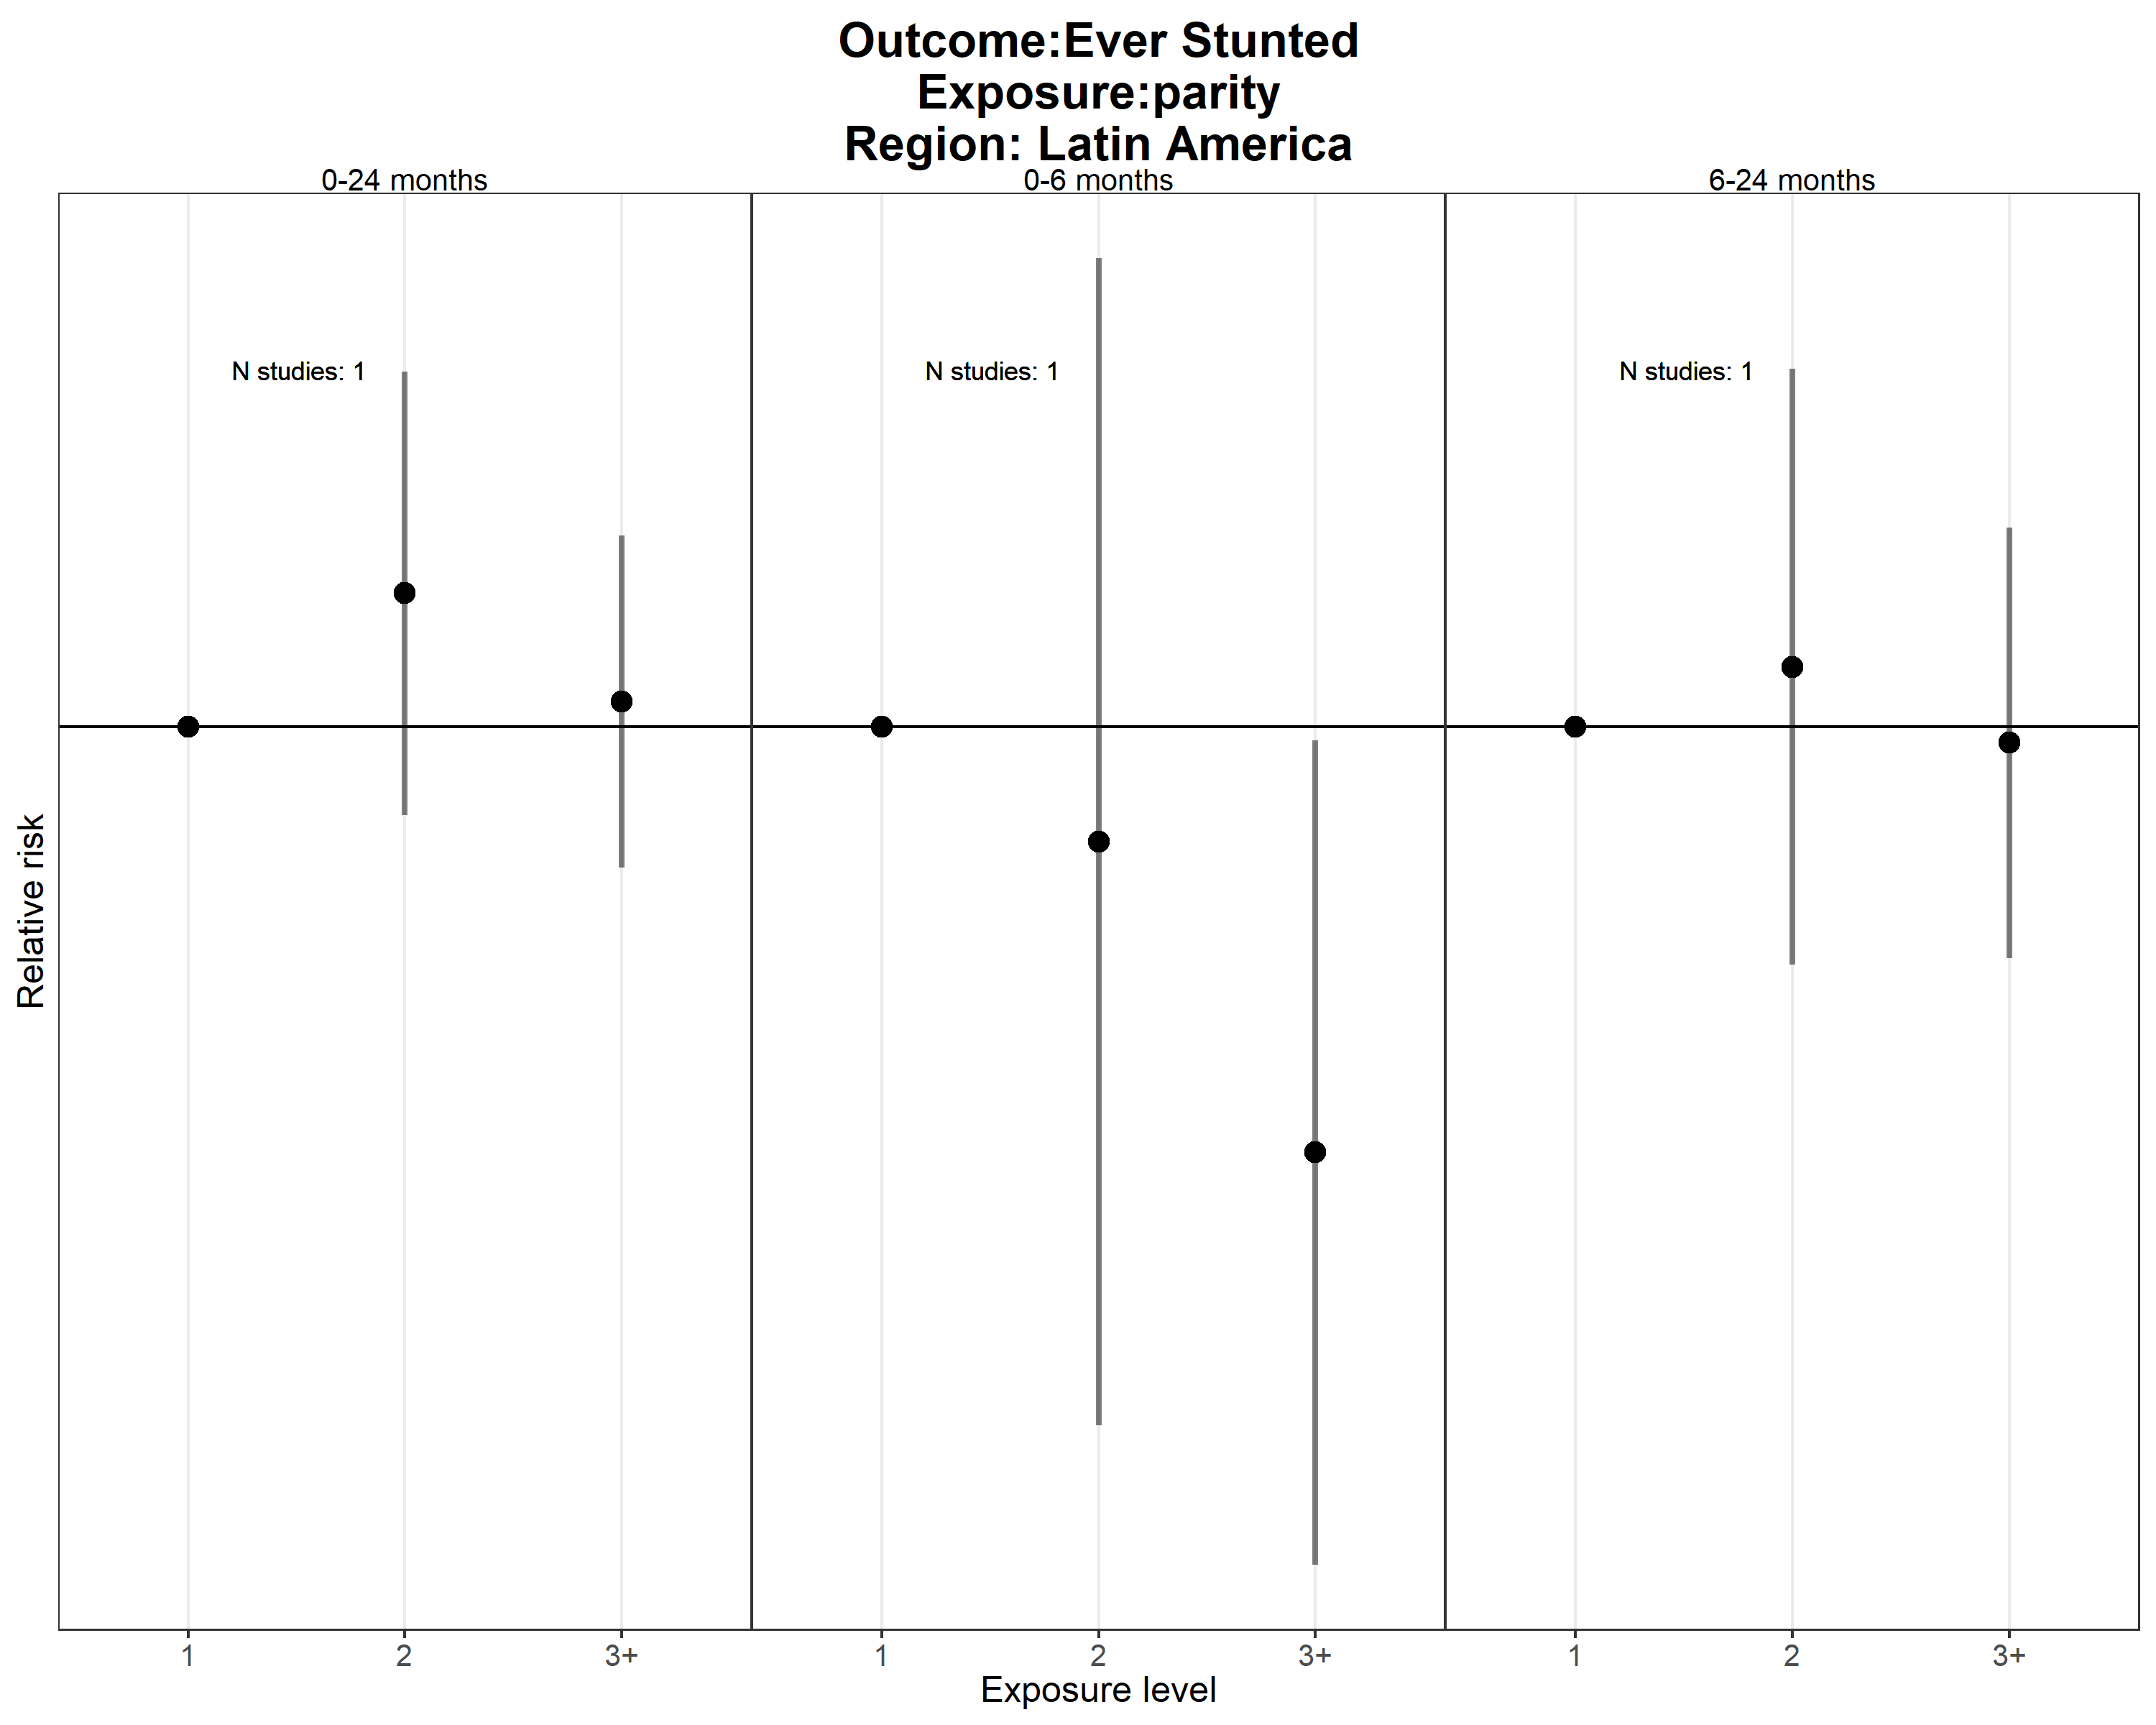 Outcome:Ever Stunted
Exposure:parity
Region: Latin America
0-24 months
0-6 months
6-24 months
N studies: 1
N studies: 1
N studies: 1
Relative risk
1
2
3+
1
2
3+
1
2
3+
Exposure level